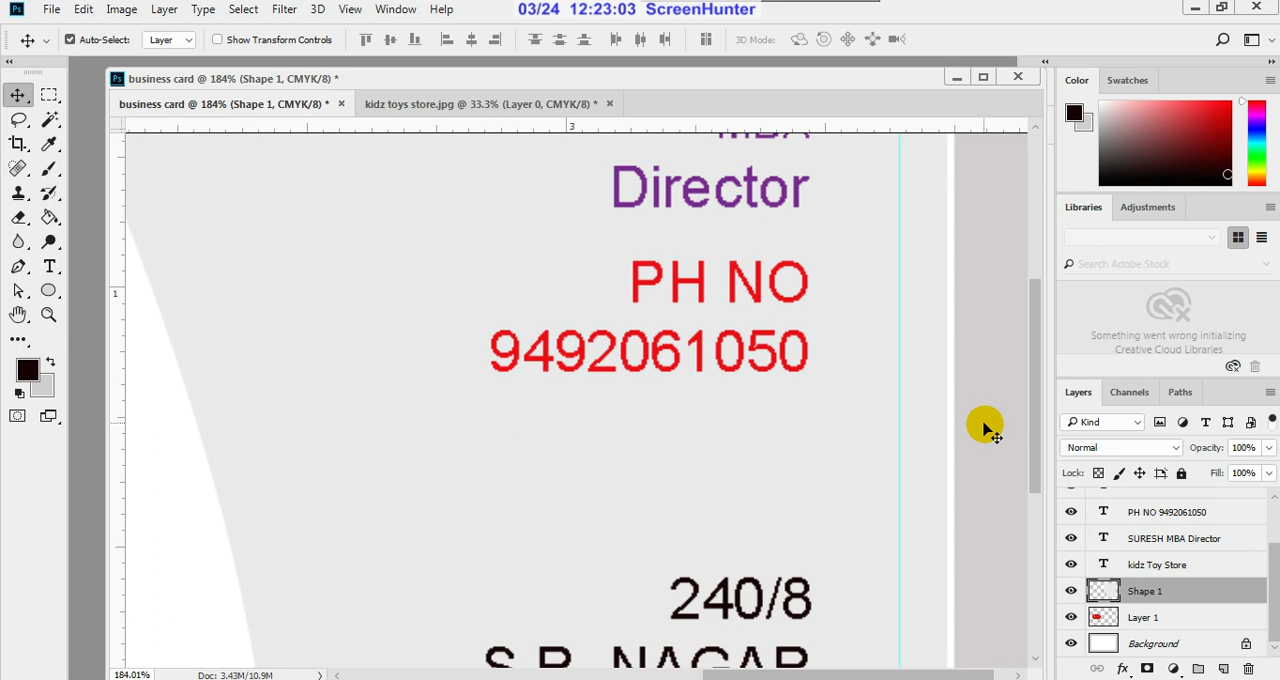 03/24 12:23:03 ScreenHunter
File Edit Image Layer Type Select Filter 3D View Window Help
Auto-Select: Layer Show Transform Controls 3D Mode:
business card @ 184% (Shape 1, CMYK/8) *
business card @ 184% (Shape 1, CMYK/8) * × kidz toys store.jpg @ 33.3% (Layer 0, CMYK/8) * ×
3
1
MBA
Director
PH NO
9492061050
240/8
S.R. NAGAR
184.01% Doc: 3.43M/10.9M
Color Swatches
Libraries Adjustments
Search Adobe Stock
Something went wrong initializing
Creative Cloud Libraries
Layers Channels Paths
Kind
Normal Opacity: 100%
Lock: Fill: 100%
T PH NO 9492061050
T SURESH MBA Director
T kidz Toy Store
Shape 1
Layer 1
Background
fx